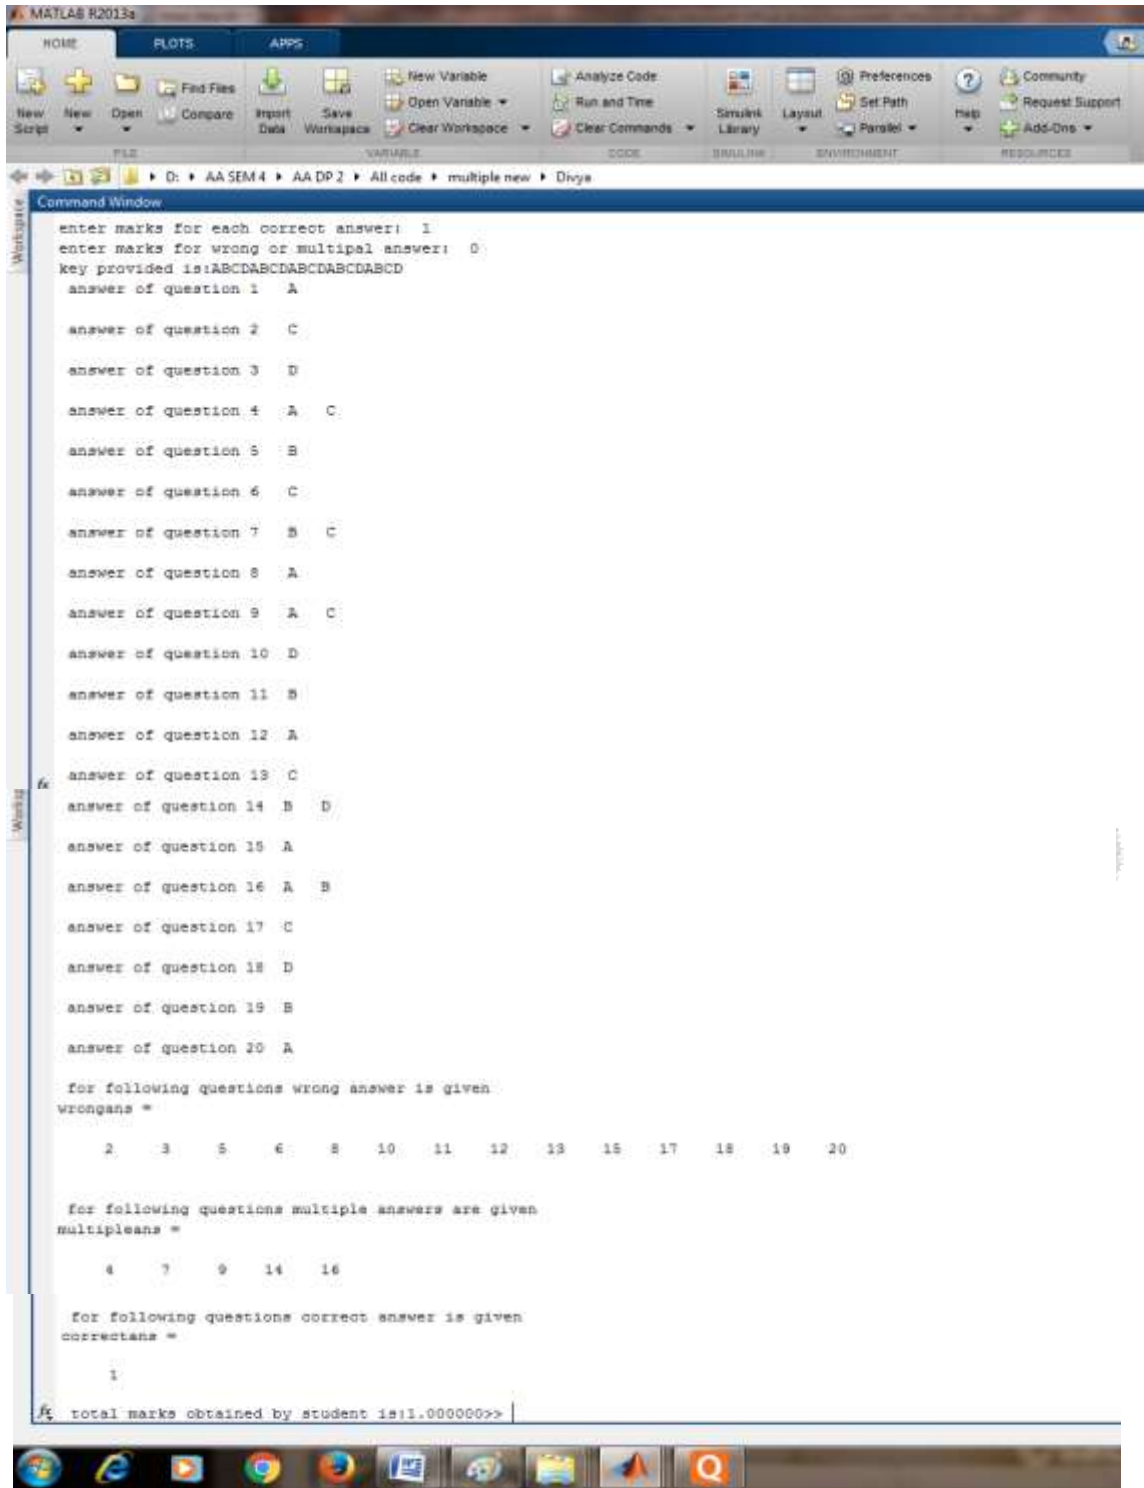 MATLAB R2013a
HOME PLOTS APPS
New Script
New
Open
Find Files
Compare
Import Data
Save Workspace
New Variable
Open Variable
Clear Workspace
Analyze Code
Run and Time
Clear Commands
Simulink Library
Layout
Preferences
Set Path
Parallel
Help
Community
Request Support
Add-Ons
FILE VARIABLE CODE SIMULINK ENVIRONMENT RESOURCES
D: AA SEM 4 AA DP 2 All code multiple new Divya
Workspace
Command Window
enter marks for each correct answer: 1
enter marks for wrong or multipal answer: 0
key provided is:ABCDABCDABCDABCDABCD
answer of question 1 A
answer of question 2 C
answer of question 3 D
answer of question 4 A C
answer of question 5 B
answer of question 6 C
answer of question 7 B C
answer of question 8 A
answer of question 9 A C
answer of question 10 D
answer of question 11 B
answer of question 12 A
answer of question 13 C
fx
Worksp
answer of question 14 B D
answer of question 15 A
answer of question 16 A B
answer of question 17 C
answer of question 18 D
answer of question 19 B
answer of question 20 A
for following questions wrong answer is given
wrongans =
2 3 5 6 8 10 11 12 13 15 17 18 19 20
for following questions multiple answers are given
multipleans =
4 7 9 14 16
for following questions correct answer is given
correctans =
1
fx total marks obtained by student is:1.000000>>